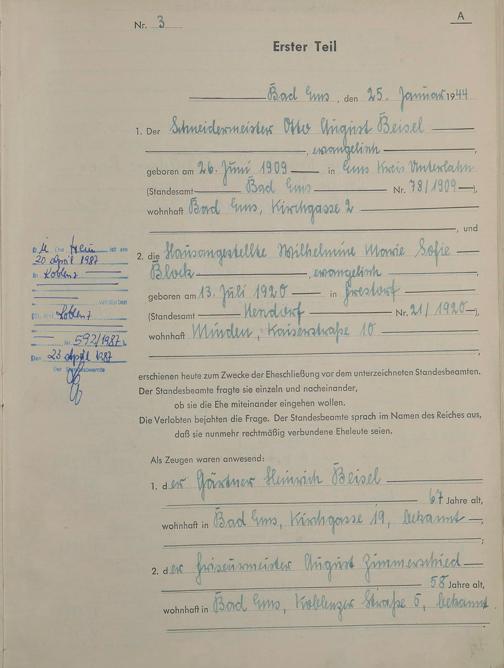 Nr. 3
A
Erster Teil
Bad Ems, den 25. Januar 1944
1. Der Schneidermeister Otto August Beisel
, evangelisch,
geboren am 26. Juni 1909 in Ems Kreis Unterlahn
(Standesamt Bad Ems Nr. 78/1909),
wohnhaft Bad Ems, Kirchgasse 2
, und
2. die Hausangestellte Wilhelmine Marie Sofie
Block, evangelisch,
geboren am 13. Juli 1920 in
(Standesamt Nr. 21/1920),
wohnhaft Minden, Kaiserstraße 10
,
erschienen heute zum Zwecke der Eheschließung vor dem unterzeichneten Standesbeamten.
Der Standesbeamte fragte sie einzeln und nacheinander,
ob sie die Ehe miteinander eingehen wollen.
Die Verlobten bejahten die Frage. Der Standesbeamte sprach im Namen des Reiches aus,
daß sie nunmehr rechtmäßig verbundene Eheleute seien.
Als Zeugen waren anwesend:
1. der Gärtner Heinrich Beisel
67 Jahre alt,
wohnhaft in Bad Ems, Kirchgasse 19, bekannt
;
2. der Friseurmeister August Zimmerschied
58 Jahre alt,
wohnhaft in Bad Ems, Koblenzer Straße 5, bekannt
ist am
20 April 1987
in Koblenz
verstorben
Koblenz
Nr. 592/1987
Den 23 April 1987
Der Standesbeamte